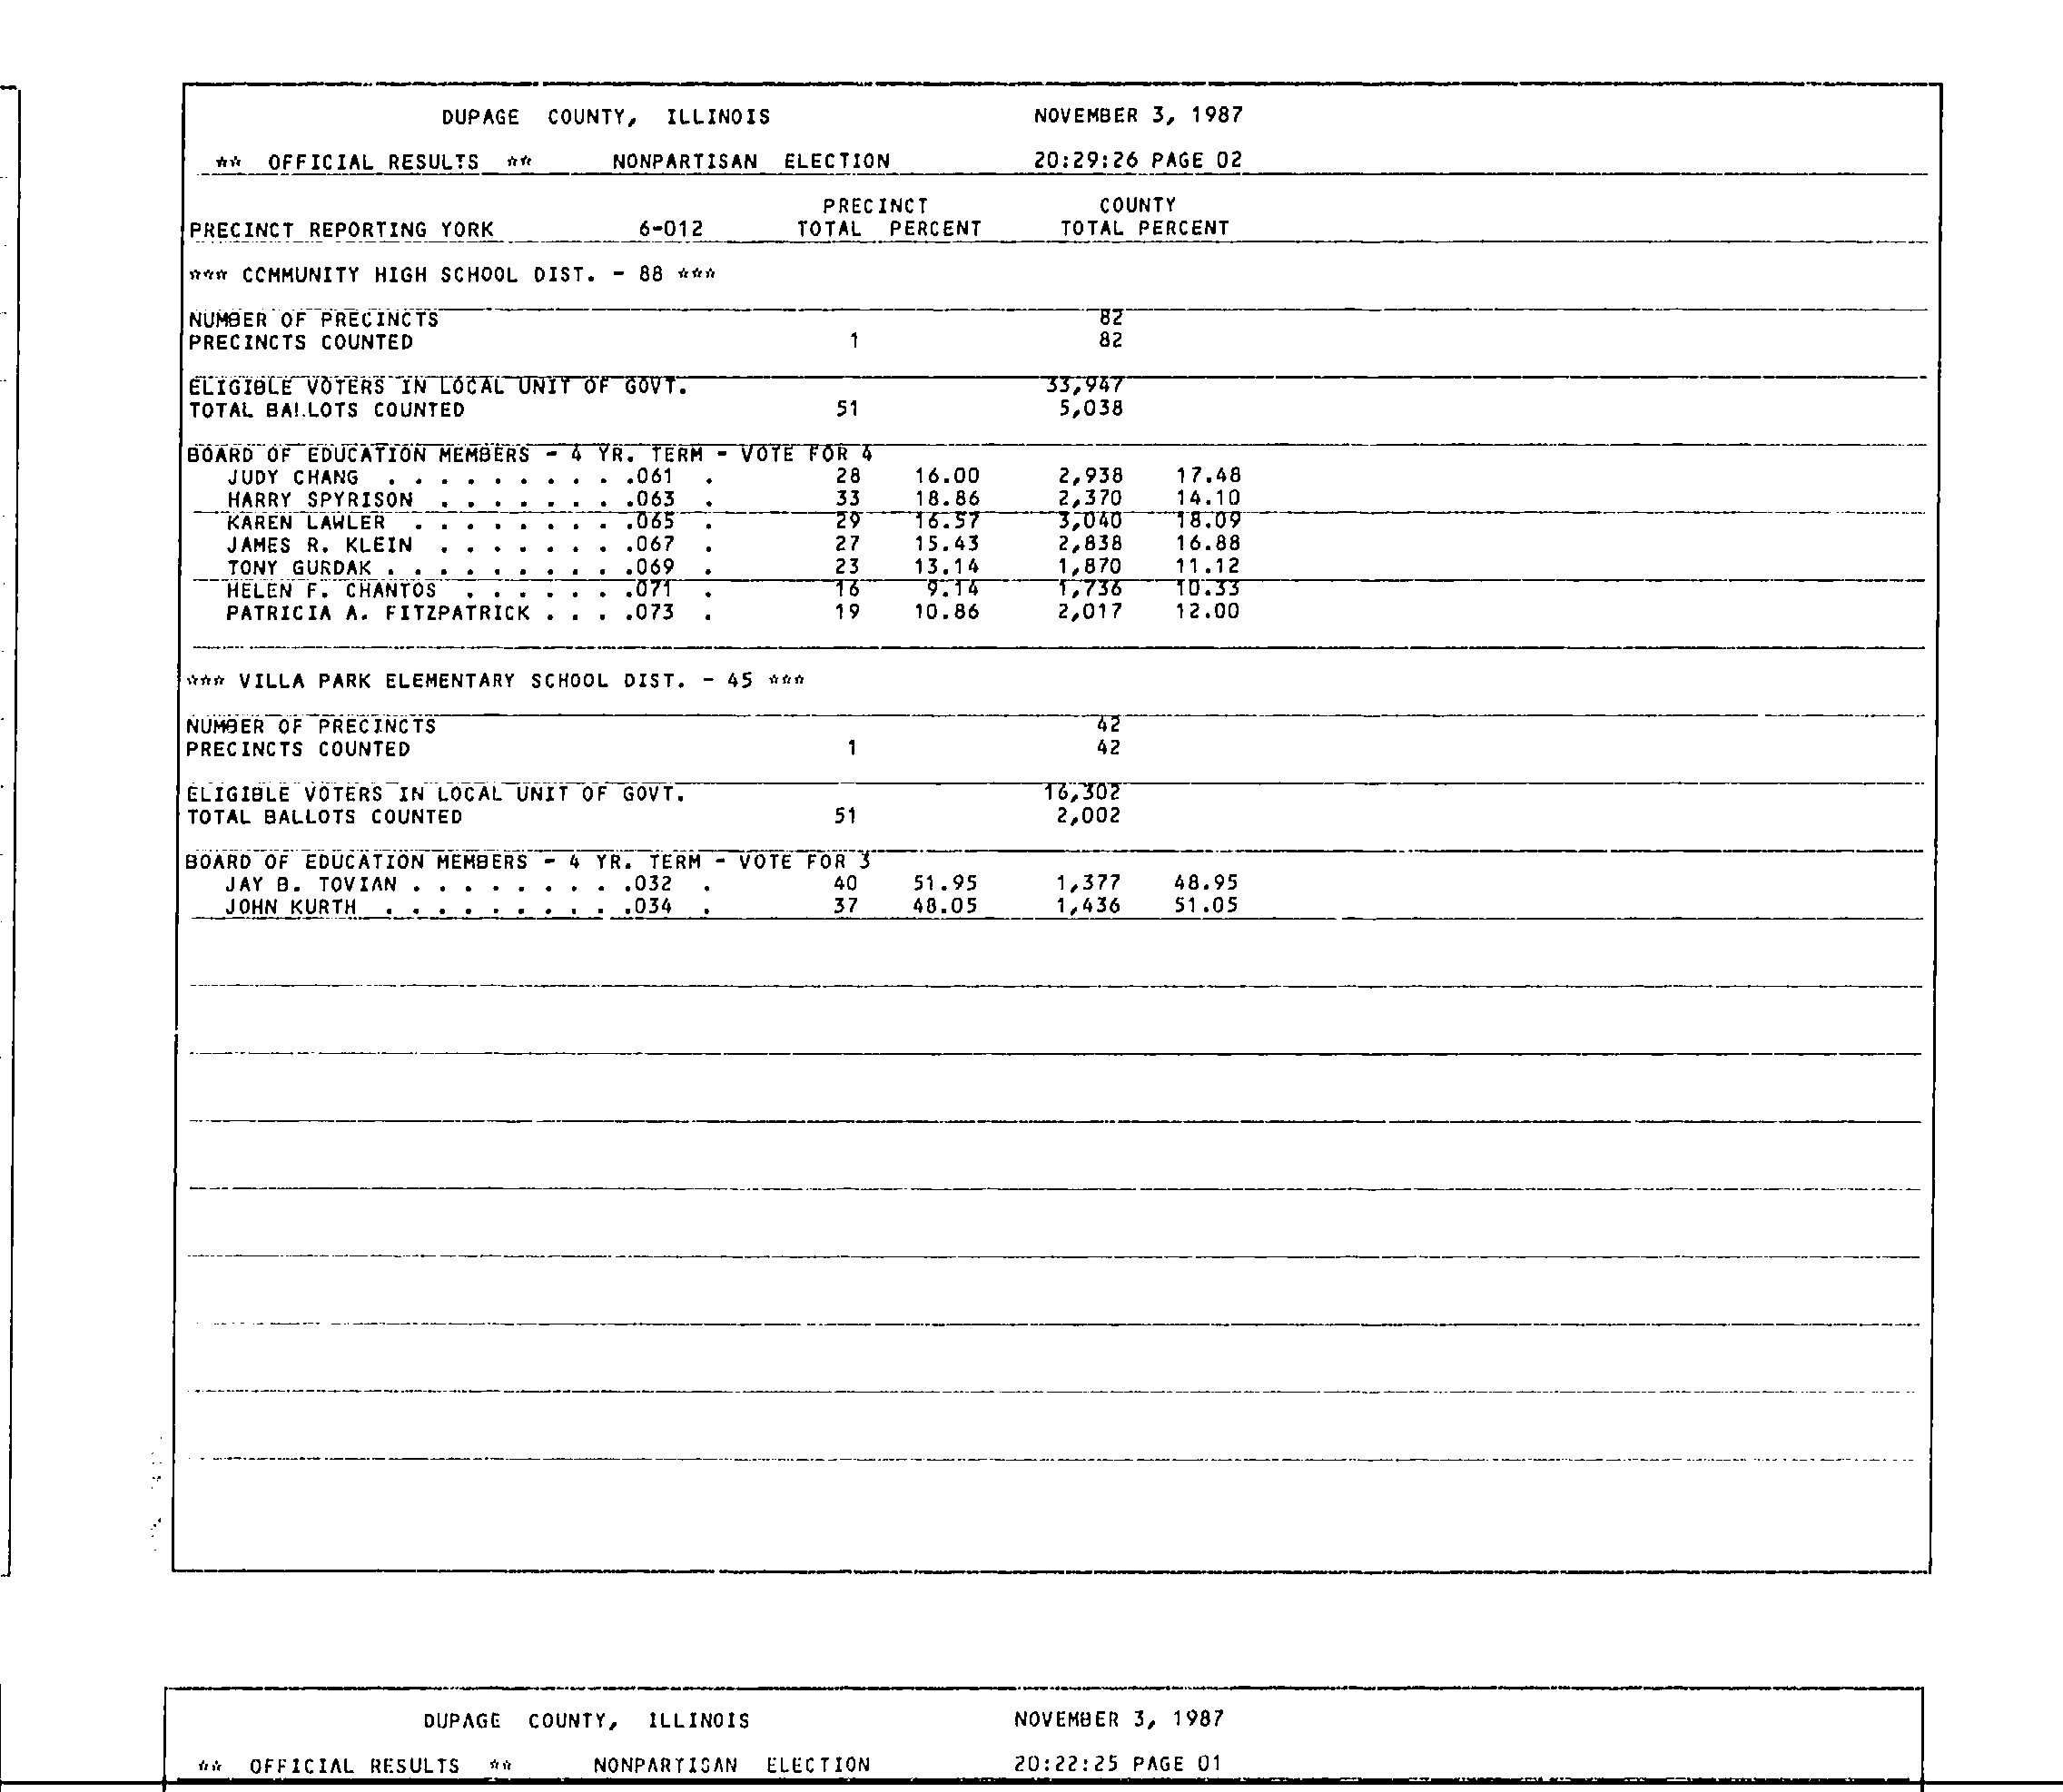 DUPAGE COUNTY, ILLINOIS NOVEMBER 3, 1987
** OFFICIAL RESULTS ** NONPARTISAN ELECTION 20:29:26 PAGE 02
PRECINCT COUNTY
PRECINCT REPORTING YORK 6-012 TOTAL PERCENT TOTAL PERCENT
*** CCMMUNITY HIGH SCHOOL DIST. - 88 ***
NUMBER OF PRECINCTS 82
PRECINCTS COUNTED 1 82
ELIGIBLE VOTERS IN LOCAL UNIT OF GOVT. 33,947
TOTAL BALLOTS COUNTED 51 5,038
BOARD OF EDUCATION MEMBERS - 4 YR. TERM - VOTE FOR 4
JUDY CHANG . . . . . . . . . .061 . 28 16.00 2,938 17.48
HARRY SPYRISON . . . . . . . .063 . 33 18.86 2,370 14.10
KAREN LAWLER . . . . . . . . .065 . 29 16.57 3,040 18.09
JAMES R. KLEIN . . . . . . . .067 . 27 15.43 2,838 16.88
TONY GURDAK . . . . . . . . . .069 . 23 13.14 1,870 11.12
HELEN F. CHANTOS . . . . . . .071 . 16 9.14 1,736 10.33
PATRICIA A. FITZPATRICK . . . .073 . 19 10.86 2,017 12.00
*** VILLA PARK ELEMENTARY SCHOOL DIST. - 45 ***
NUMBER OF PRECINCTS 42
PRECINCTS COUNTED 1 42
ELIGIBLE VOTERS IN LOCAL UNIT OF GOVT. 16,302
TOTAL BALLOTS COUNTED 51 2,002
BOARD OF EDUCATION MEMBERS - 4 YR. TERM - VOTE FOR 3
JAY B. TOVIAN . . . . . . . . .032 . 40 51.95 1,377 48.95
JOHN KURTH . . . . . . . . . .034 . 37 48.05 1,436 51.05
DUPAGE COUNTY, ILLINOIS NOVEMBER 3, 1987
** OFFICIAL RESULTS ** NONPARTISAN ELECTION 20:22:25 PAGE 01